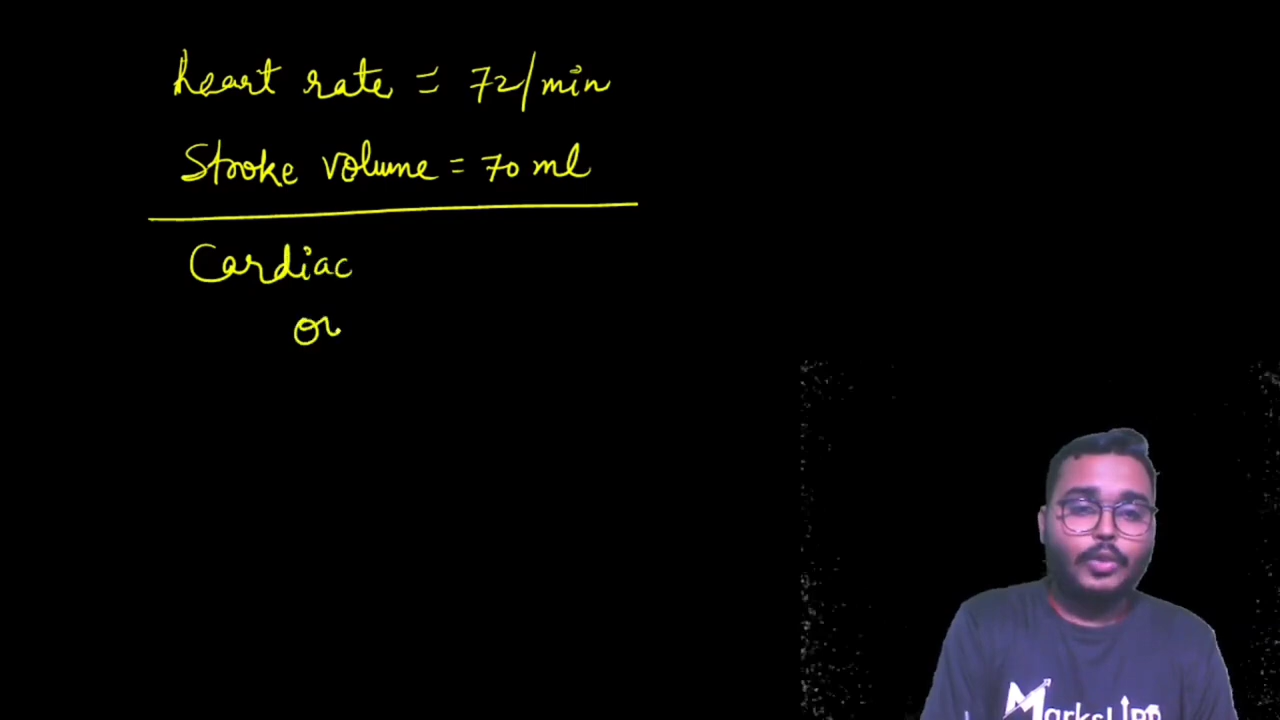 heart rate = 72/min
Stroke volume = 70 ml
Cardiac
or